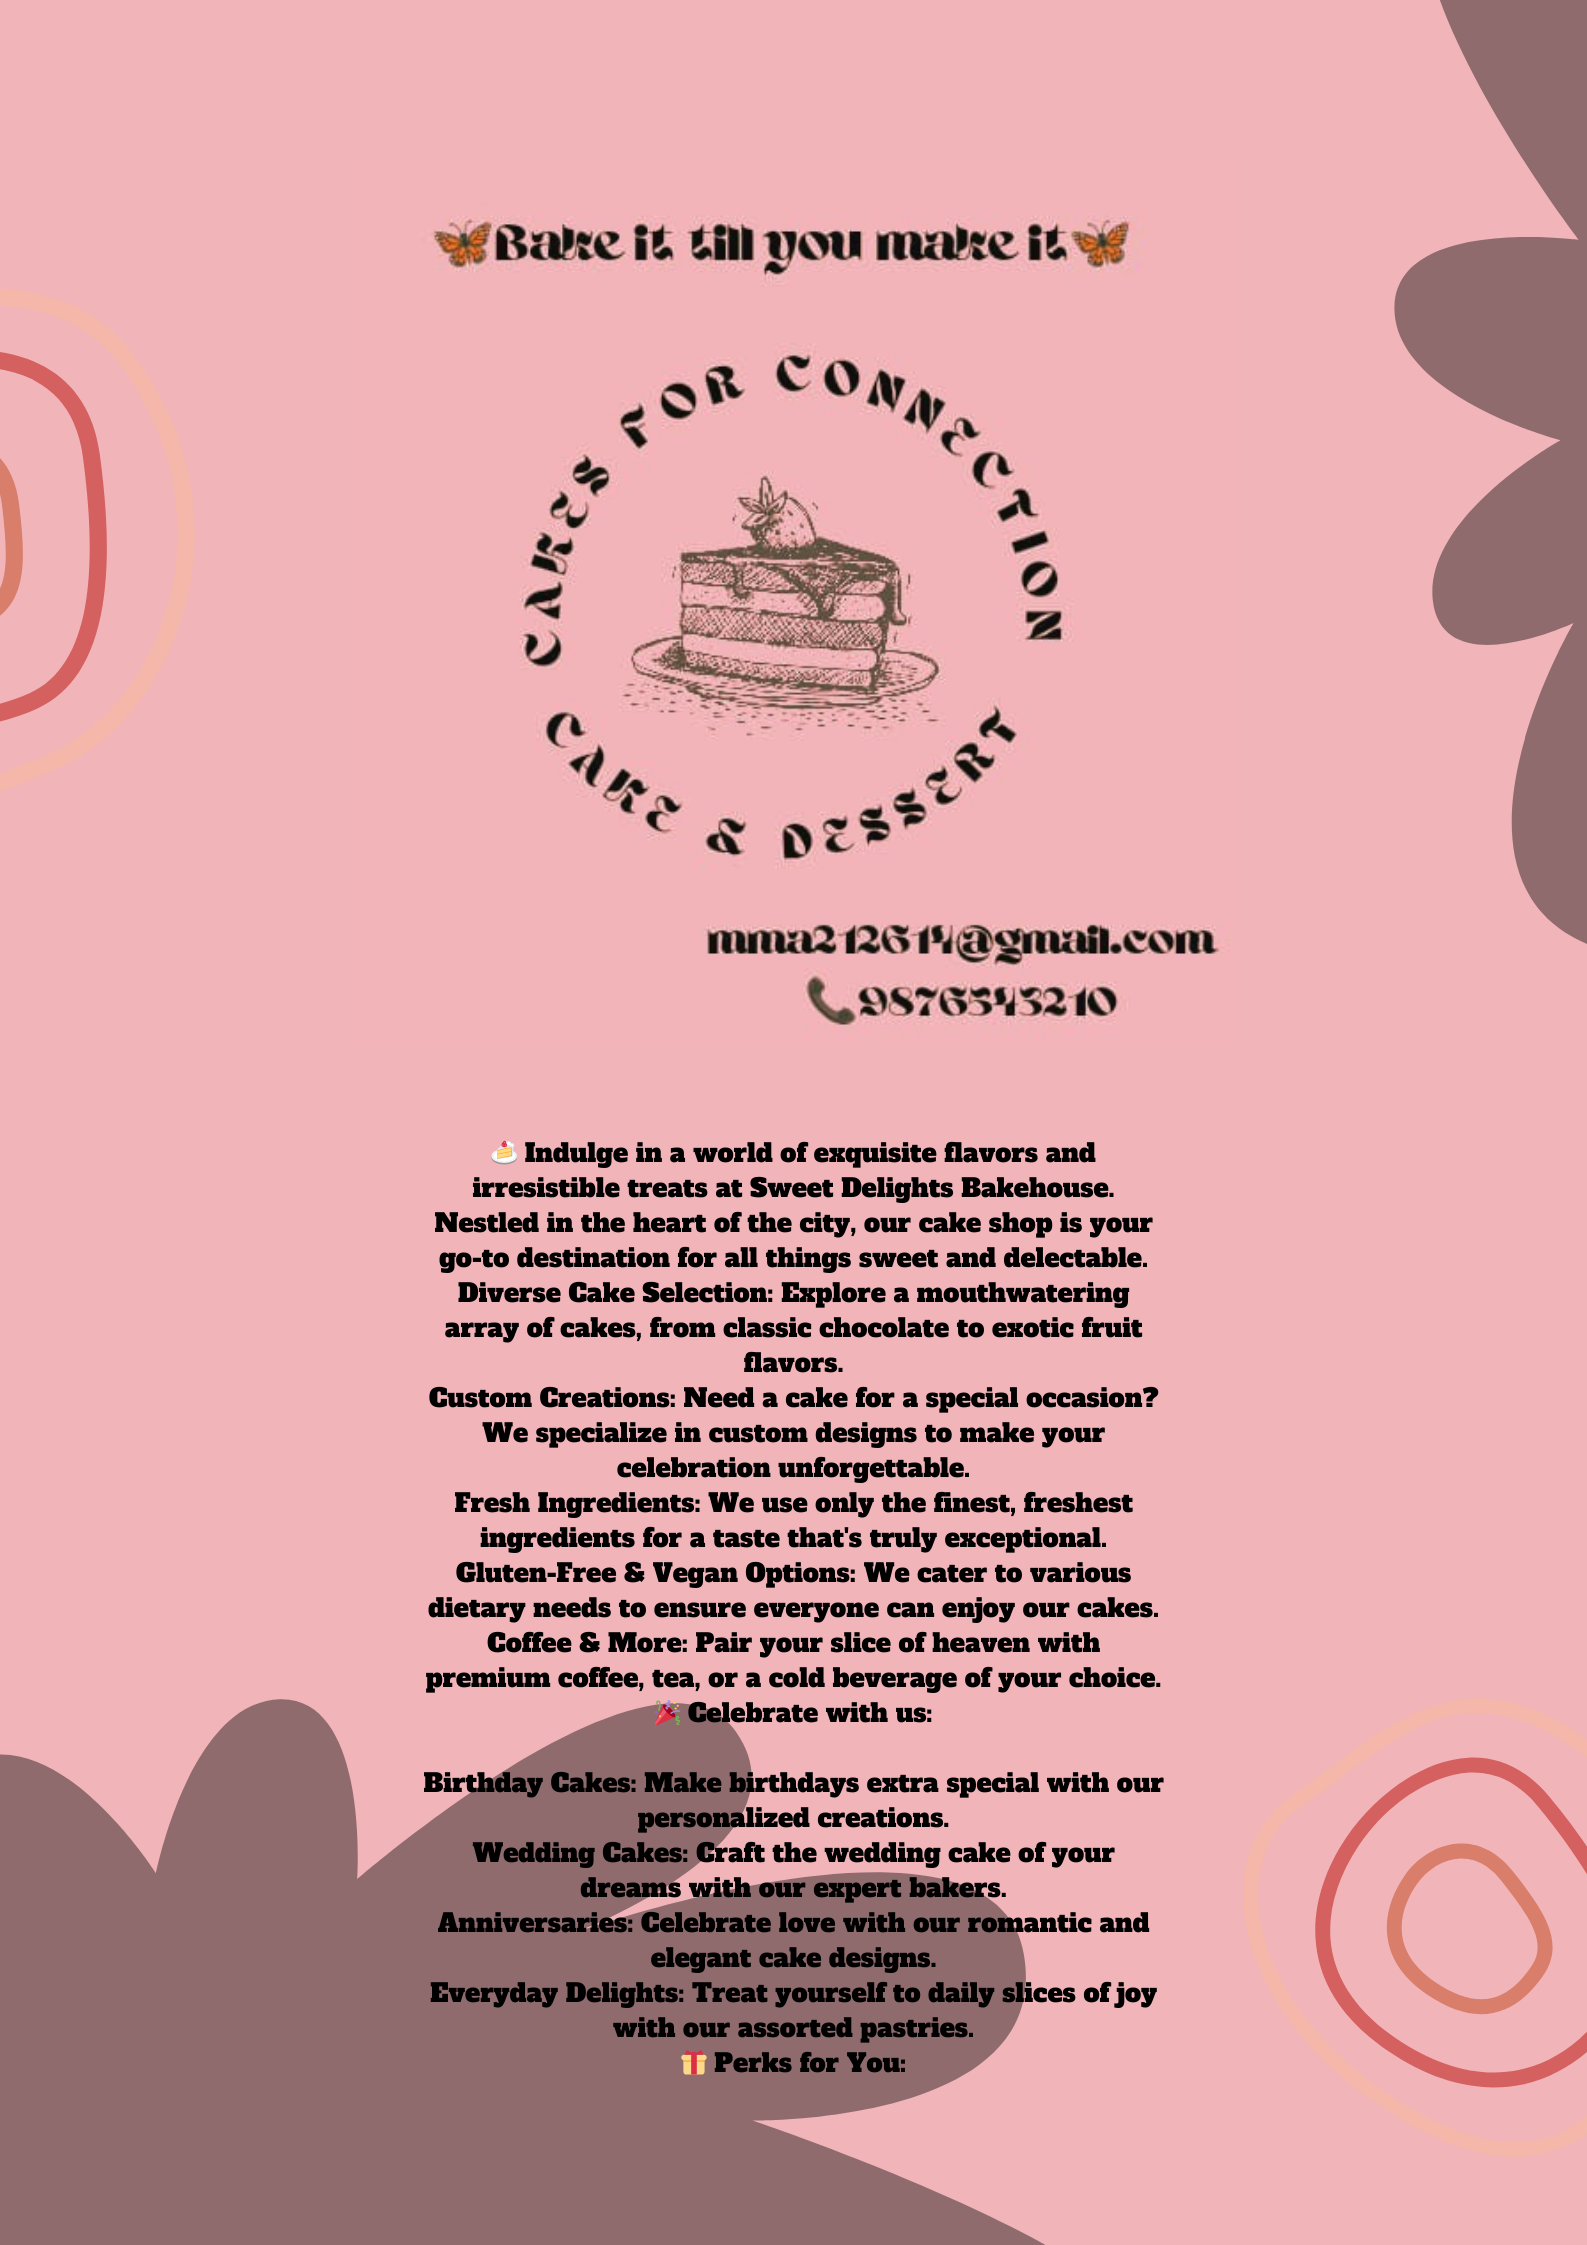 🦋Bake it till you make it🦋
CAKES FOR CONNECTION
CAKE & DESSERT
mma212614@gmail.com
📞9876543210
🍰 Indulge in a world of exquisite flavors and
irresistible treats at Sweet Delights Bakehouse.
Nestled in the heart of the city, our cake shop is your
go-to destination for all things sweet and delectable.
Diverse Cake Selection: Explore a mouthwatering
array of cakes, from classic chocolate to exotic fruit
flavors.
Custom Creations: Need a cake for a special occasion?
We specialize in custom designs to make your
celebration unforgettable.
Fresh Ingredients: We use only the finest, freshest
ingredients for a taste that's truly exceptional.
Gluten-Free & Vegan Options: We cater to various
dietary needs to ensure everyone can enjoy our cakes.
Coffee & More: Pair your slice of heaven with
premium coffee, tea, or a cold beverage of your choice.
🎉 Celebrate with us:
Birthday Cakes: Make birthdays extra special with our
personalized creations.
Wedding Cakes: Craft the wedding cake of your
dreams with our expert bakers.
Anniversaries: Celebrate love with our romantic and
elegant cake designs.
Everyday Delights: Treat yourself to daily slices of joy
with our assorted pastries.
🎁 Perks for You: